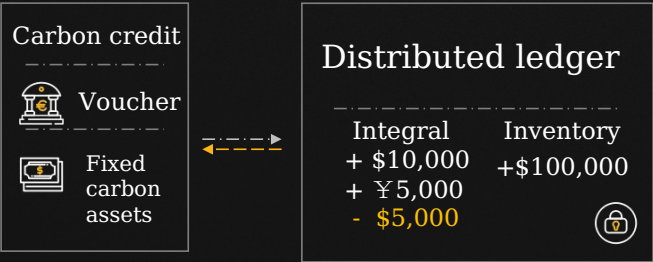 Carbon credit
Voucher
Fixed
carbon
assets
Distributed ledger
Integral
+ $10,000
+ ￥5,000
- $5,000
Inventory
+$100,000